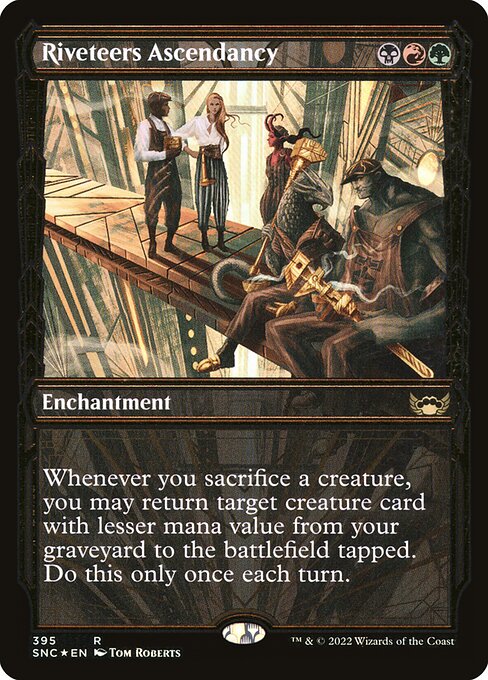 Riveteers Ascendancy
Enchantment
Whenever you sacrifice a creature,
you may return target creature card
with lesser mana value from your
graveyard to the battlefield tapped.
Do this only once each turn.
395 R
SNC ★ EN Tom Roberts
™ & © 2022 Wizards of the Coast